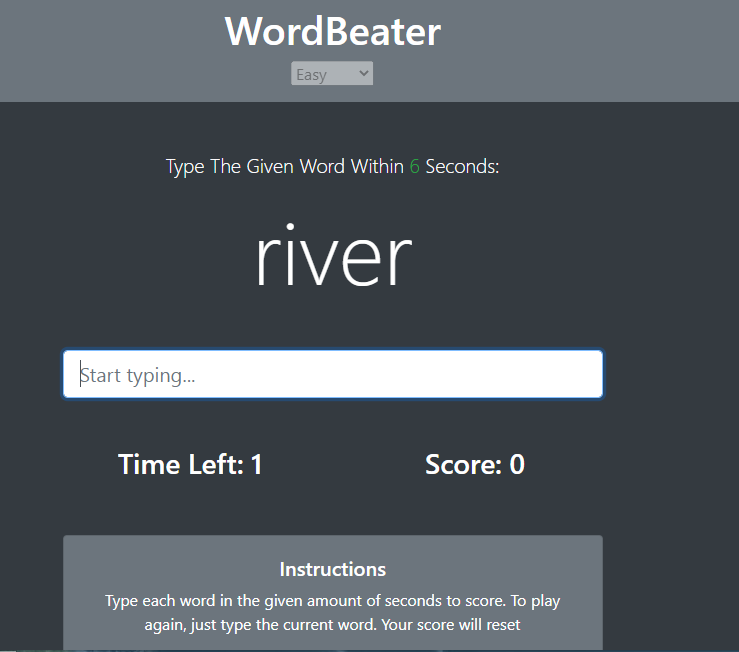 WordBeater
Easy
Type The Given Word Within 6 Seconds:
river
Start typing...
Time Left: 1 Score: 0
Instructions
Type each word in the given amount of seconds to score. To play
again, just type the current word. Your score will reset